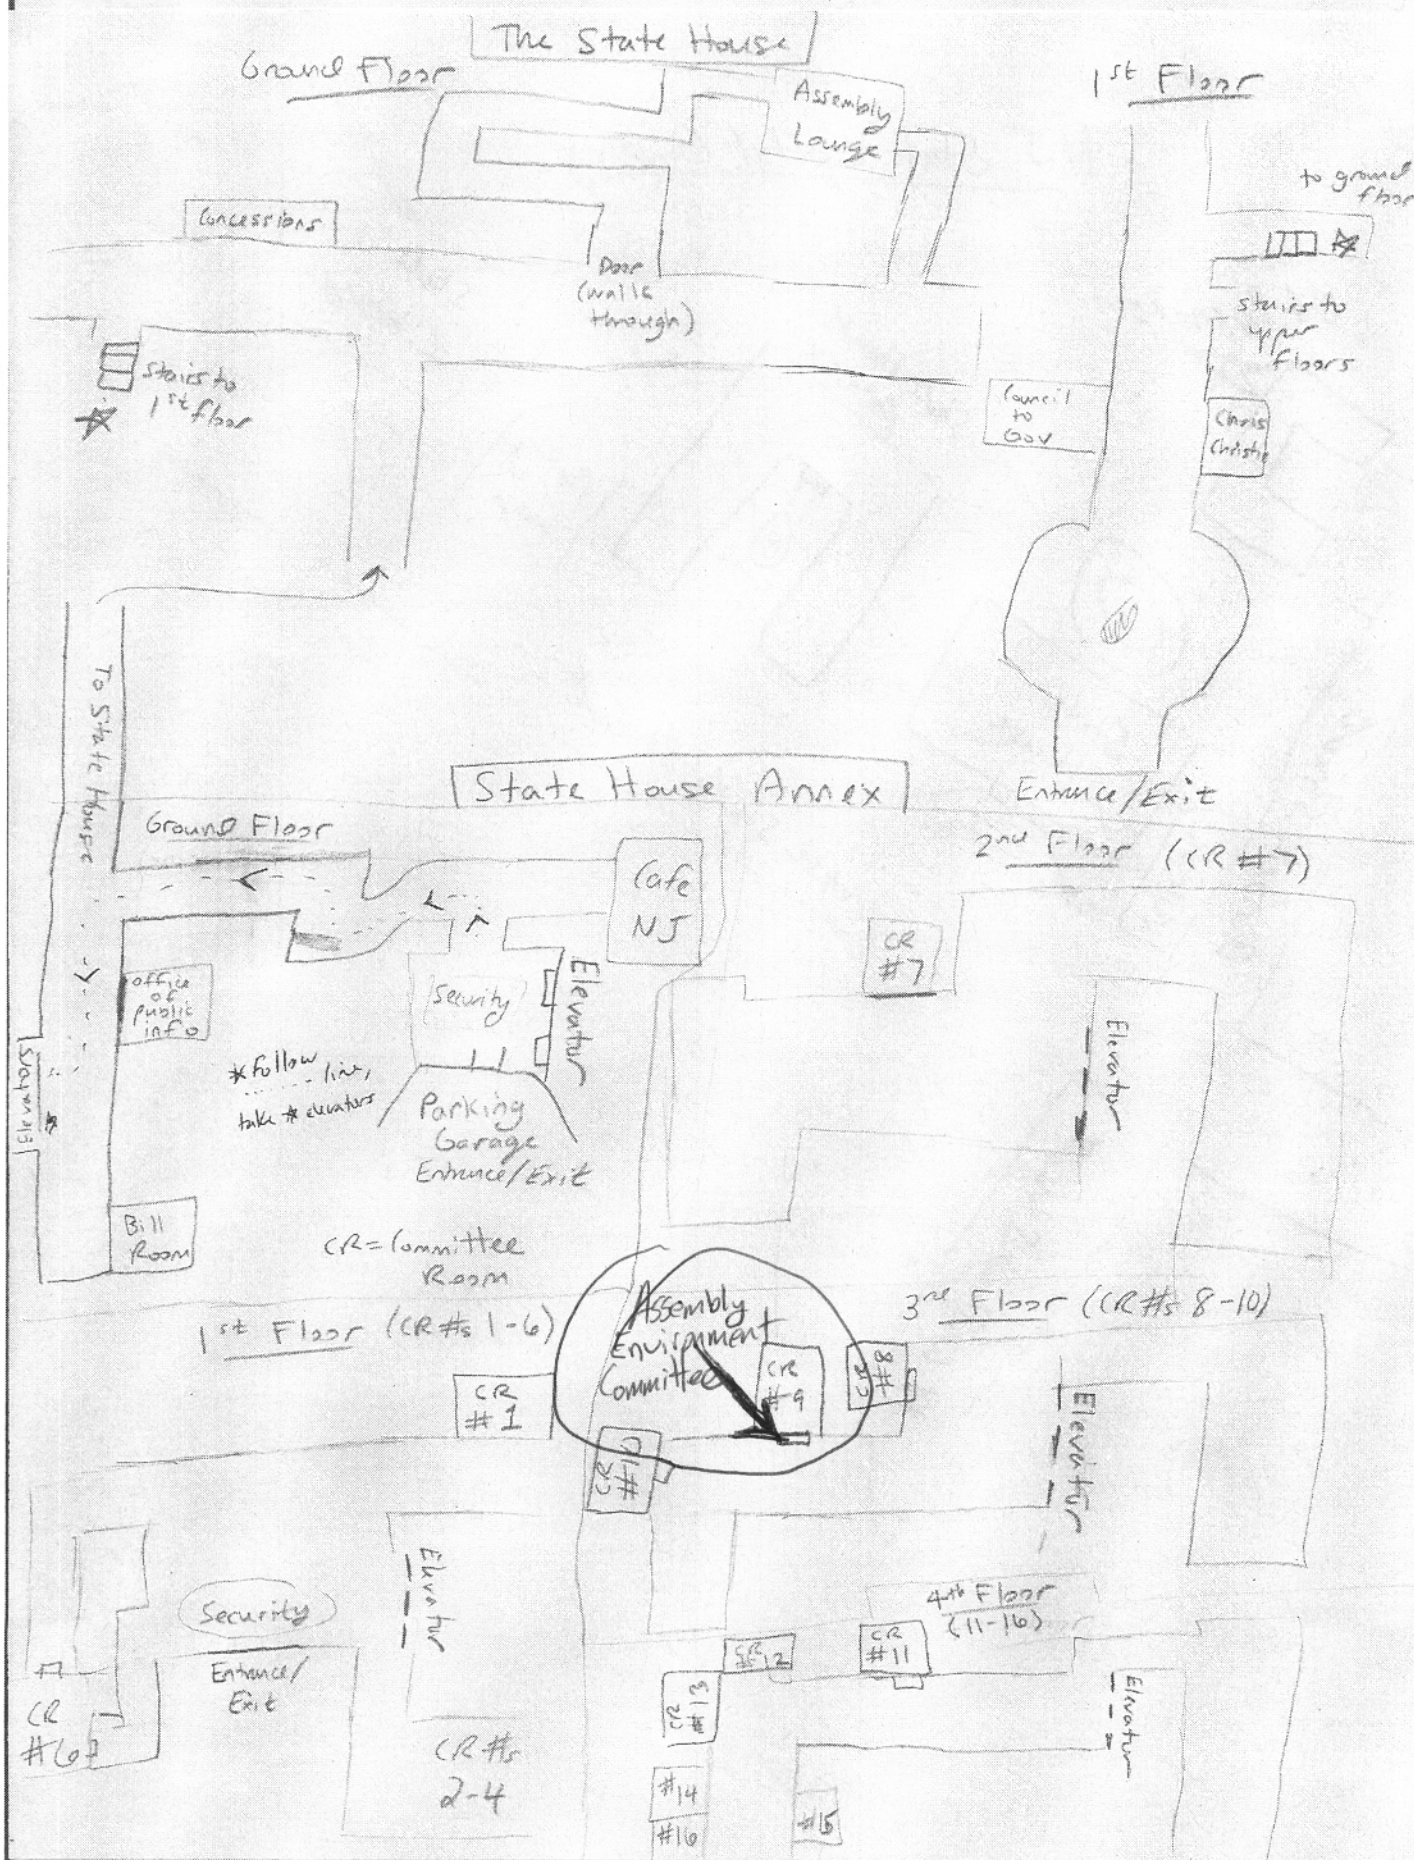 The State House
Ground Floor
1st Floor
Assembly
Lounge
to ground
floor
Concessions
Door
(walls
through)
stairs to
upper
floors
Stairs to
1st floor
Council
to
Gov
Chris
Christie
To State House
State House Annex
Entrance/Exit
Ground Floor
2nd Floor (CR #7)
Cafe
NJ
CR
#7
office
of
public
info
Security
Elevator
Elevator
Elevators
*Follow
------ line,
take * elevators
Parking
Garage
Entrance/Exit
Bill
Room
CR=Committee
Room
1st Floor (CR #s 1-6)
Assembly
Environment
Committee
3rd Floor (CR #s 8-10)
CR
#1
CR
#9
CR
#8
CR
#10
Elevator
Elevator
Security
Entrance/
Exit
CR
#6
CR #s
2-4
4th Floor
(11-16)
CR
#12
CR
#11
CR
#13
Elevator
#14
#16
#15